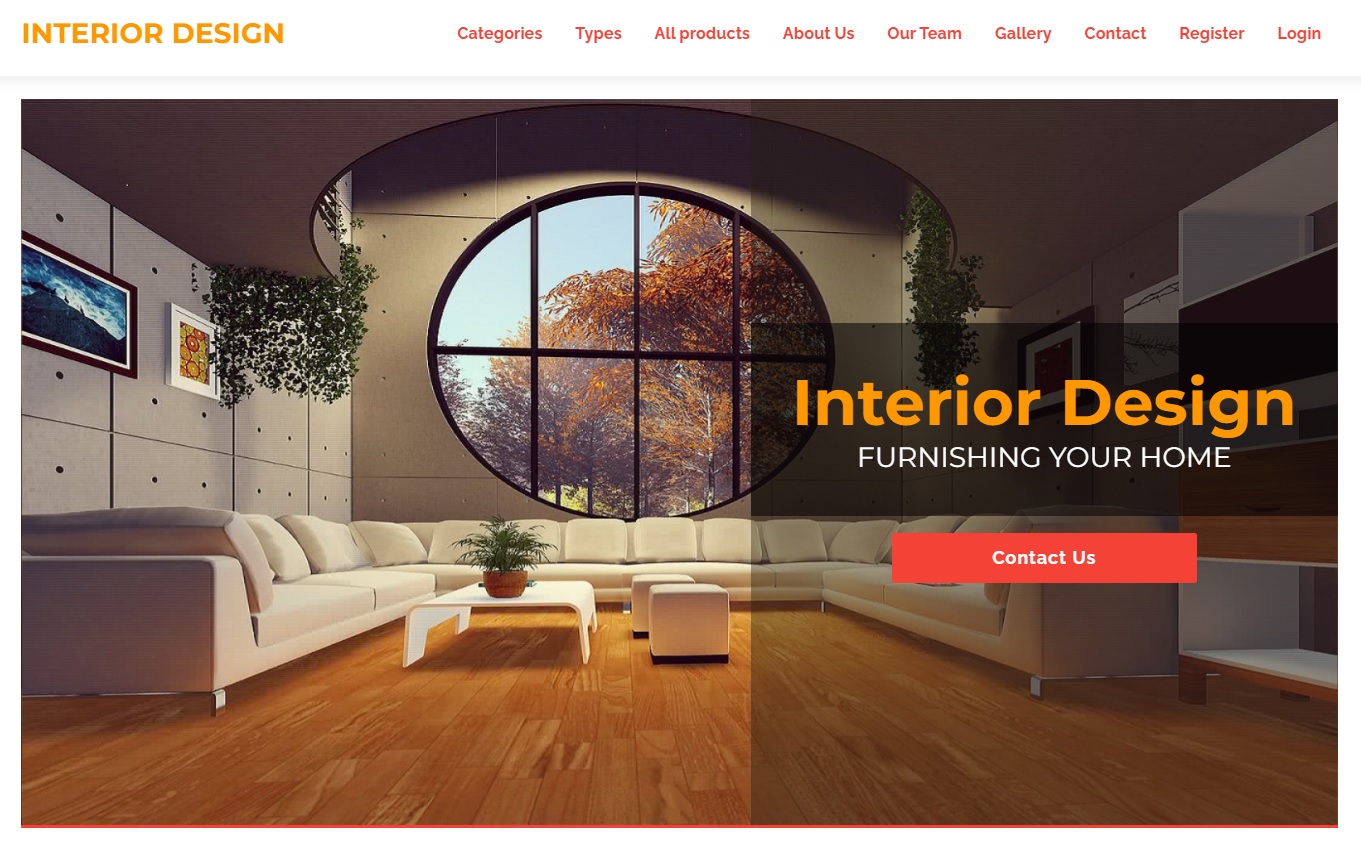 INTERIOR DESIGN
Categories Types All products About Us Our Team Gallery Contact Register Login
Interior Design
FURNISHING YOUR HOME
Contact Us